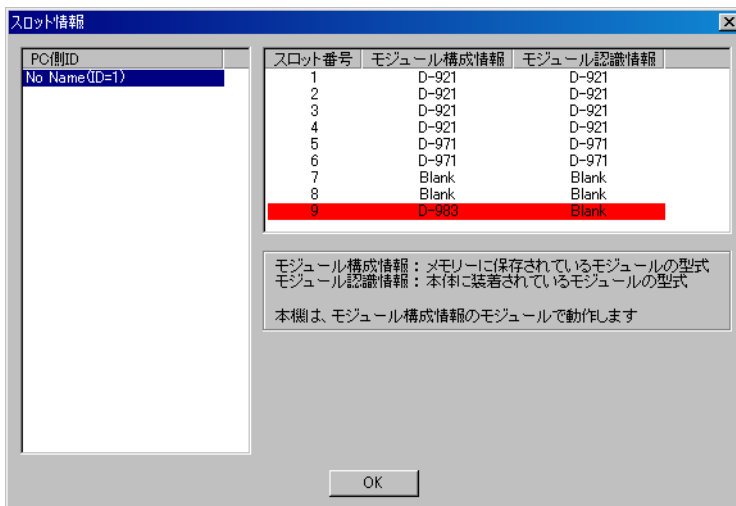 スロット情報
PC側ID
No Name(ID=1)
スロット番号 モジュール構成情報 モジュール認識情報
1 D-921 D-921
2 D-921 D-921
3 D-921 D-921
4 D-921 D-921
5 D-971 D-971
6 D-971 D-971
7 Blank Blank
8 Blank Blank
9 D-983 Blank
モジュール構成情報：メモリーに保存されているモジュールの型式
モジュール認識情報：本体に装着されているモジュールの型式
本機は、モジュール構成情報のモジュールで動作します
OK